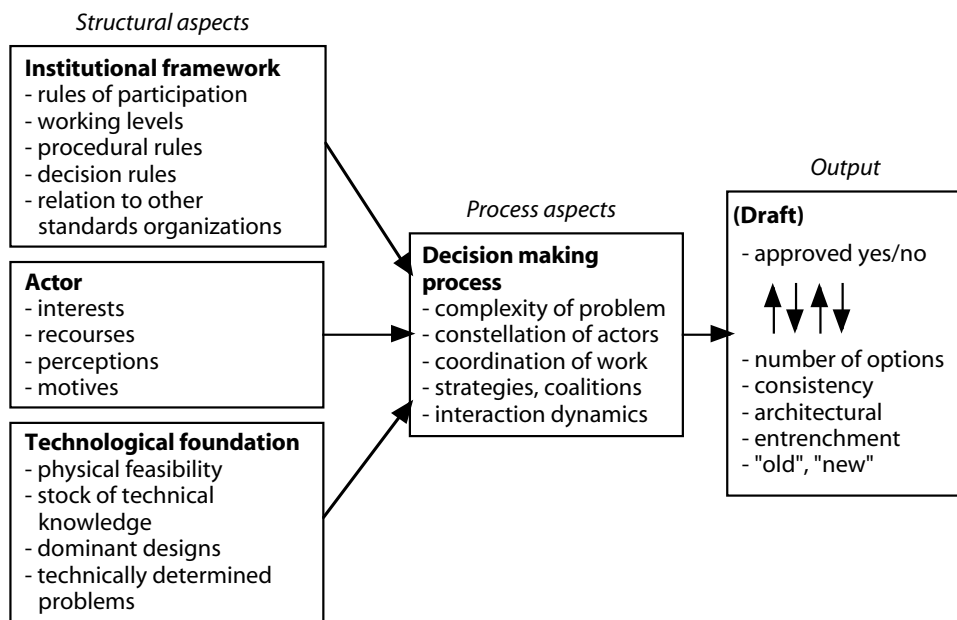 Structural aspects
Institutional framework
- rules of participation
- working levels
- procedural rules
- decision rules
- relation to other
standards organizations
Actor
- interests
- recourses
- perceptions
- motives
Technological foundation
- physical feasibility
- stock of technical
knowledge
- dominant designs
- technically determined
problems
Process aspects
Decision making
process
- complexity of problem
- constellation of actors
- coordination of work
- strategies, coalitions
- interaction dynamics
Output
(Draft)
- approved yes/no
- number of options
- consistency
- architectural
- entrenchment
- "old", "new"